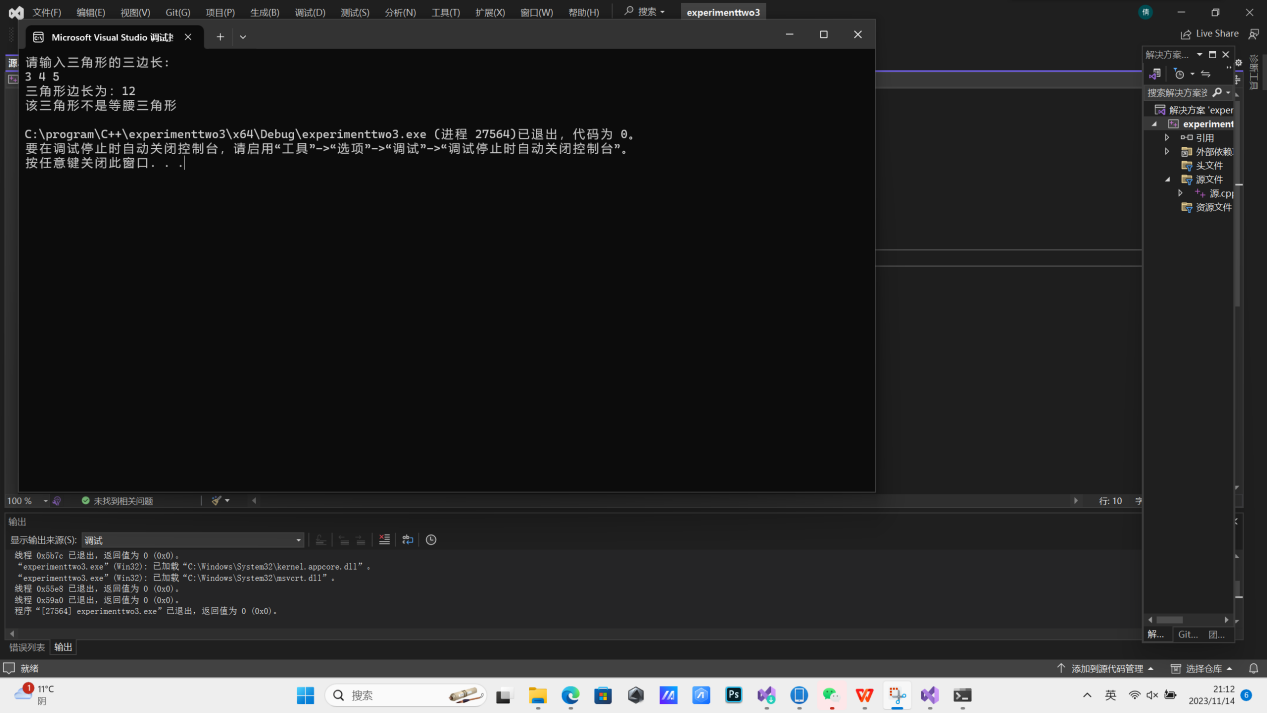 文件(F) 编辑(E) 视图(V) Git(G) 项目(P) 生成(B) 调试(D) 测试(S) 分析(N) 工具(T) 扩展(X) 窗口(W) 帮助(H) 搜索 experimenttwo3
Live Share
Microsoft Visual Studio 调试
请输入三角形的三边长:
3 4 5
三角形边长为: 12
该三角形不是等腰三角形
C:\program\C++\experimenttwo3\x64\Debug\experimenttwo3.exe (进程 27564)已退出，代码为 0。
要在调试停止时自动关闭控制台，请启用“工具”->“选项”->“调试”->“调试停止时自动关闭控制台”。
按任意键关闭此窗口. . .
解决方案...
搜索解决方案资
解决方案 'exper
experiment
引用
外部依赖
头文件
源文件
源.cpp
资源文件
诊断工具
100 % 未找到相关问题 行: 10
输出
显示输出来源(S): 调试
线程 0x5b7c 已退出，返回值为 0 (0x0)。
“experimenttwo3.exe”(Win32): 已加载“C:\Windows\System32\kernel.appcore.dll”。
“experimenttwo3.exe”(Win32): 已加载“C:\Windows\System32\msvcrt.dll”。
线程 0x55e8 已退出，返回值为 0 (0x0)。
线程 0x59a0 已退出，返回值为 0 (0x0)。
程序“[27564] experimenttwo3.exe”已退出，返回值为 0 (0x0)。
错误列表 输出
解... Git... 团...
就绪 添加到源代码管理 选择仓库
1 11°C
阴
搜索
Ps
英
21:12
2023/11/14
6